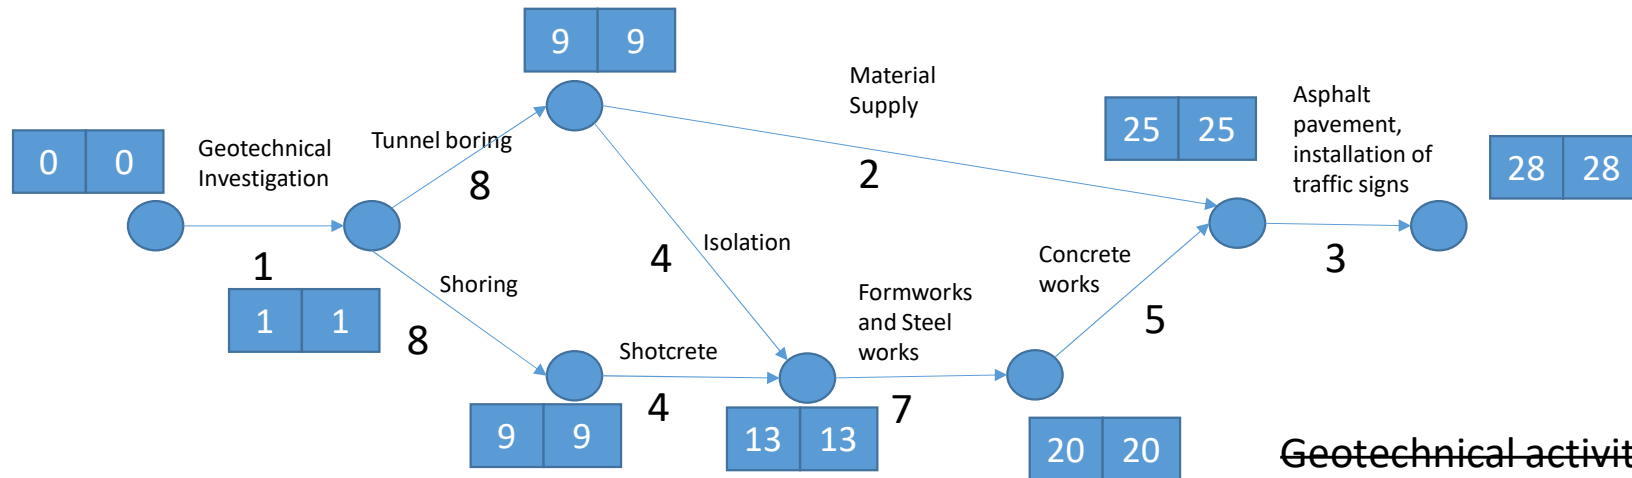 9 9
Material
Supply
Asphalt
pavement,
installation of
traffic signs
25 25
0 0
Geotechnical
Investigation
Tunnel boring
28 28
8
2
Isolation
4
Concrete
works
3
1
Shoring
1 1
8
Formworks
and Steel
works
5
Shotcrete
4
7
9 9
13 13
20 20
Geotechnical activit